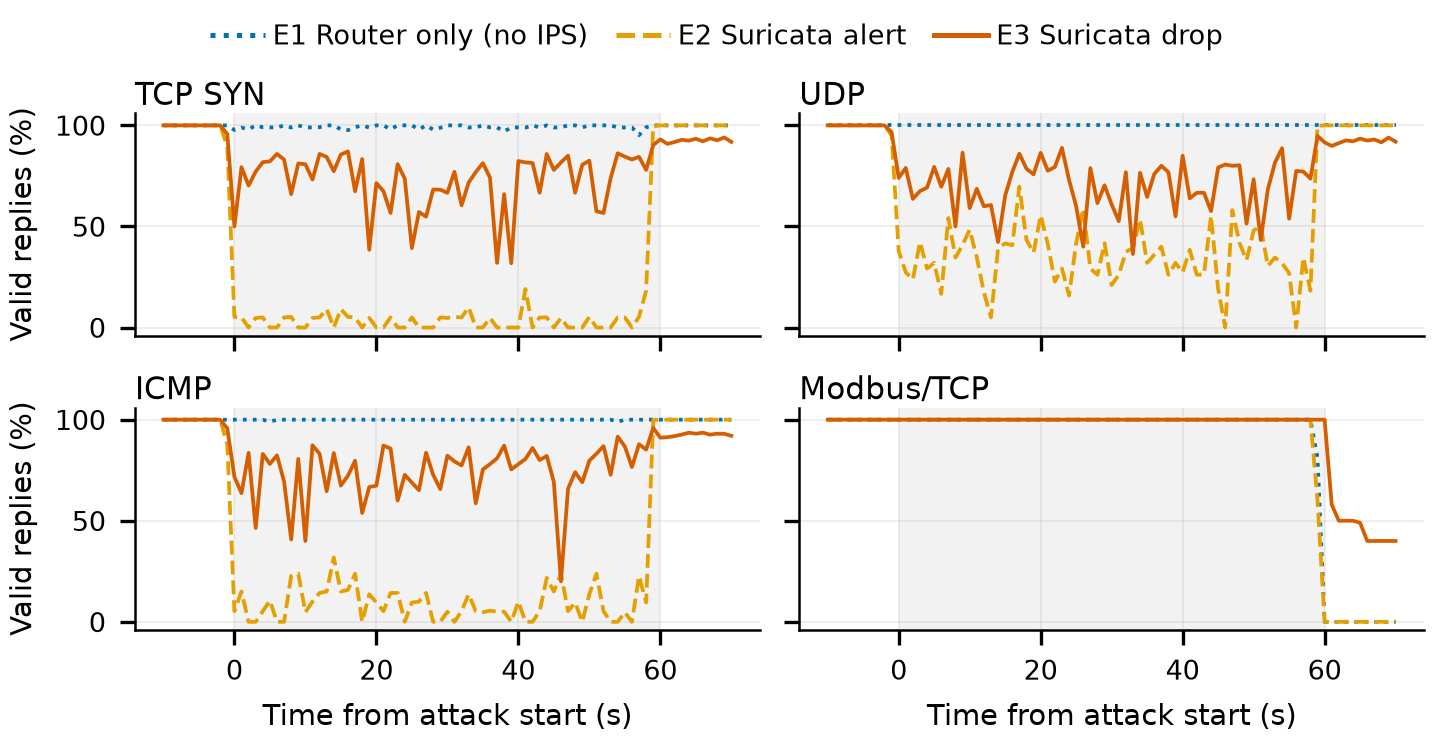 E1 Router only (no IPS) E2 Suricata alert E3 Suricata drop
TCP SYN
UDP
Valid replies (%)
100
50
0
ICMP
Modbus/TCP
Valid replies (%)
100
50
0
0 20 40 60
0 20 40 60
Time from attack start (s)
Time from attack start (s)